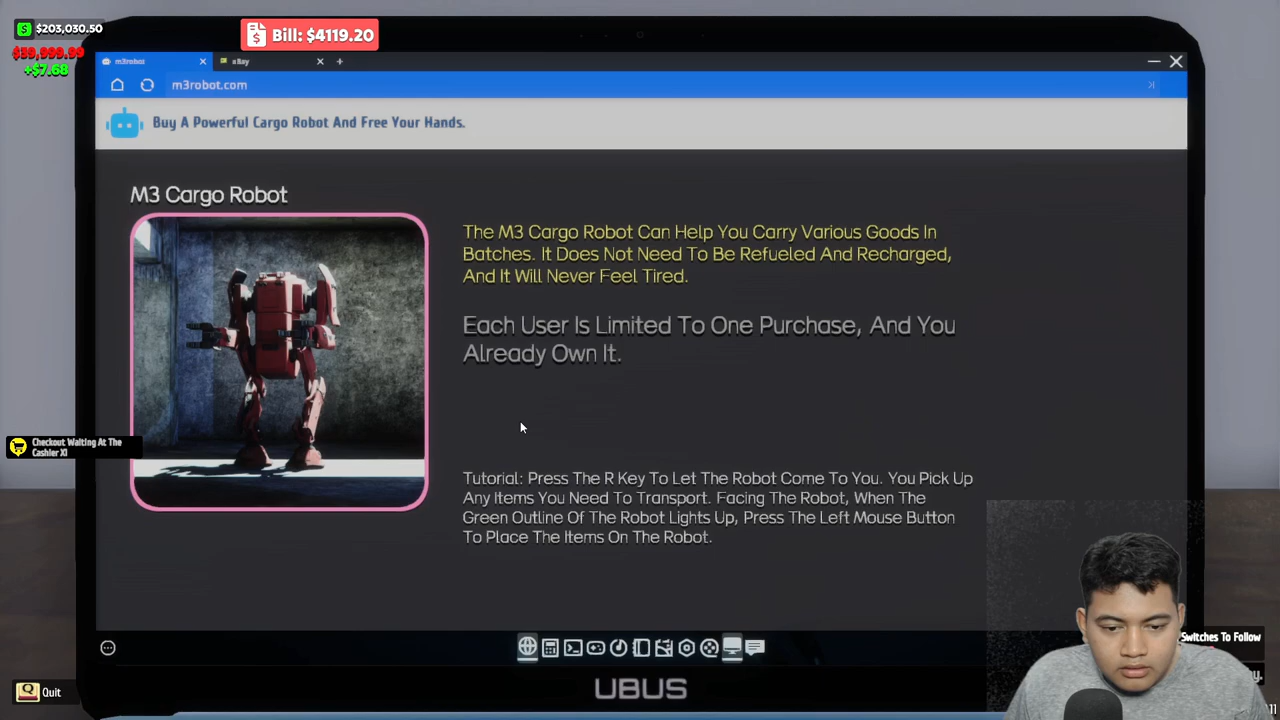 $203,030.50
$39,999.99
+$7.68
Bill: $4119.20
m3robot
eBay
m3robot.com
Buy A Powerful Cargo Robot And Free Your Hands.
M3 Cargo Robot
The M3 Cargo Robot Can Help You Carry Various Goods In
Batches. It Does Not Need To Be Refueled And Recharged,
And It Will Never Feel Tired.
Each User Is Limited To One Purchase, And You
Already Own It.
Checkout Waiting At The
Cashier X1
Tutorial: Press The R Key To Let The Robot Come To You. You Pick Up
Any Items You Need To Transport. Facing The Robot, When The
Green Outline Of The Robot Lights Up, Press The Left Mouse Button
To Place The Items On The Robot.
Switches To Follow
Q Quit
UBUS